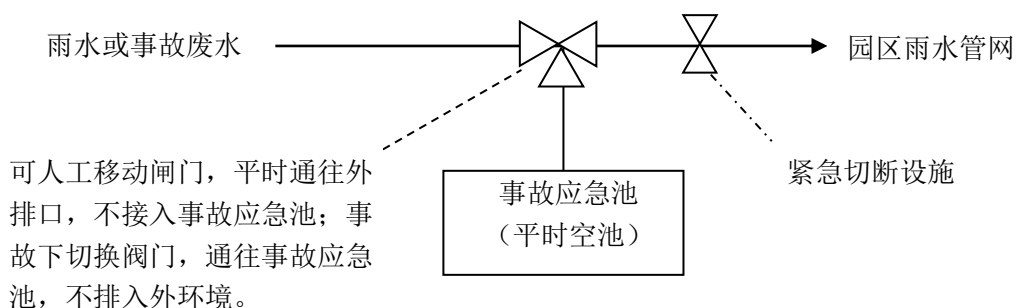 雨水或事故废水
园区雨水管网
可人工移动闸门，平时通往外
排口，不接入事故应急池；事
故下切换阀门，通往事故应急
池，不排入外环境。
事故应急池
（平时空池）
紧急切断设施